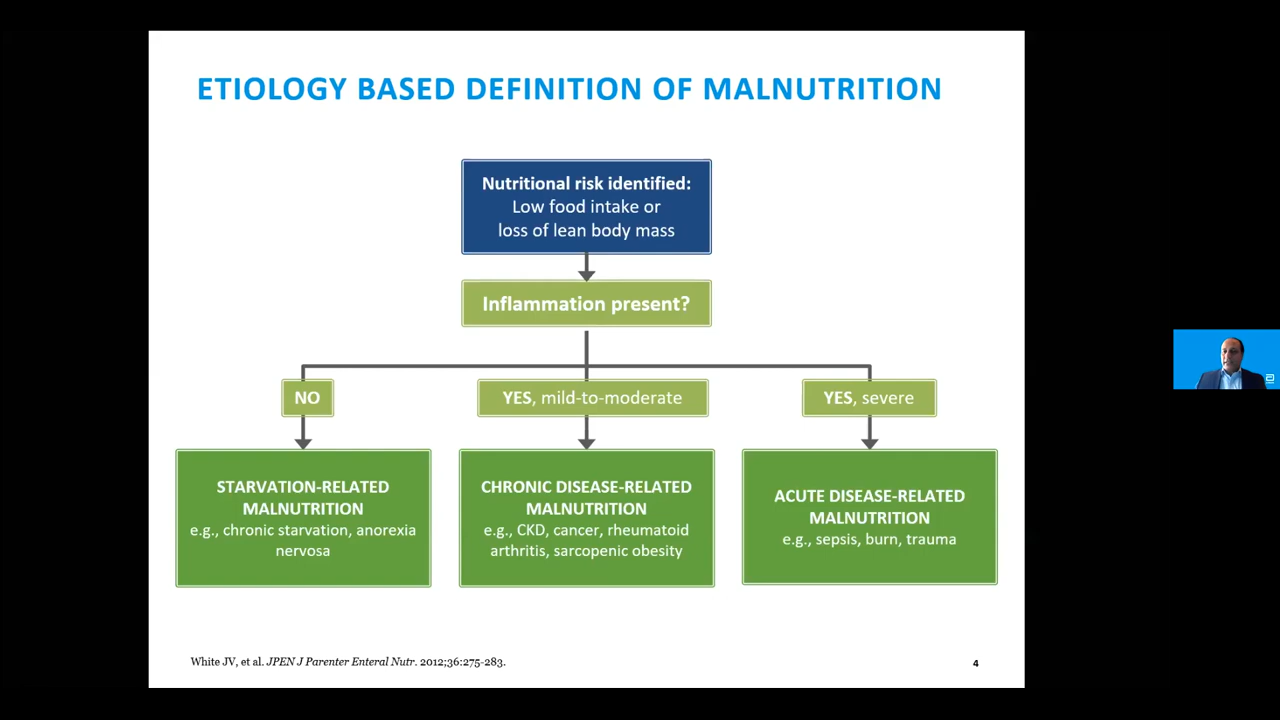 ETIOLOGY BASED DEFINITION OF MALNUTRITION
Nutritional risk identified:
Low food intake or
loss of lean body mass
Inflammation present?
NO
YES, mild-to-moderate
YES, severe
STARVATION-RELATED
MALNUTRITION
e.g., chronic starvation, anorexia
nervosa
CHRONIC DISEASE-RELATED
MALNUTRITION
e.g., CKD, cancer, rheumatoid
arthritis, sarcopenic obesity
ACUTE DISEASE-RELATED
MALNUTRITION
e.g., sepsis, burn, trauma
White JV, et al. JPEN J Parenter Enteral Nutr. 2012;36:275-283.
4